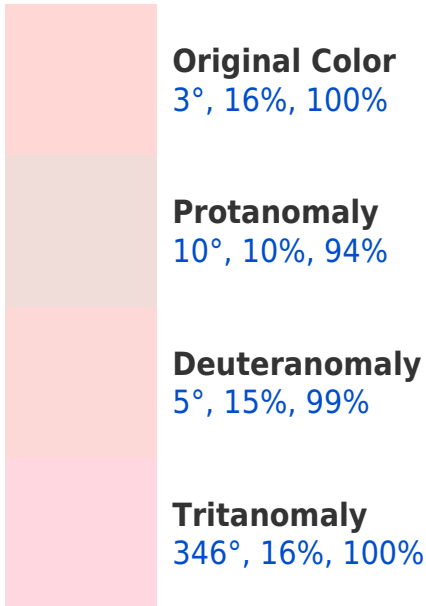 Original Color
3°, 16%, 100%
Protanomaly
10°, 10%, 94%
Deuteranomaly
5°, 15%, 99%
Tritanomaly
346°, 16%, 100%